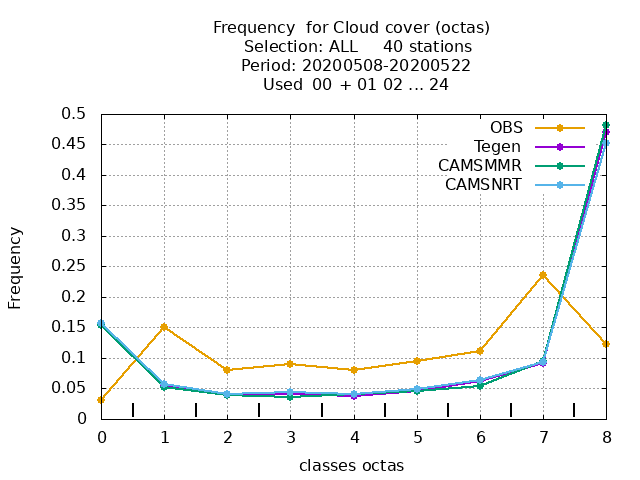 Frequency  for Cloud cover (octas)
Selection: ALL     40 stations
Period: 20200508-20200522
Used  00 + 01 02 ... 24
0.5
0.45
0.4
0.35
0.3
0.25
0.2
0.15
0.1
0.05
0
Frequency
OBS
Tegen
CAMSMMR
CAMSNRT
0 1 2 3 4 5 6 7 8
classes octas